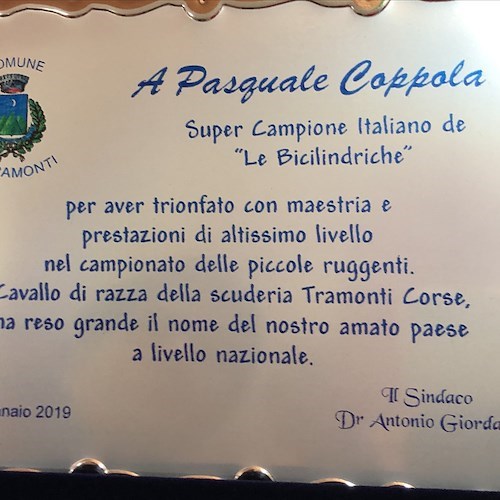 OMUNE
AMONTI
A Pasquale Coppola
Super Campione Italiano de
"Le Bicilindriche"
per aver trionfato con maestria e
prestazioni di altissimo livello
nel campionato delle piccole ruggenti.
Cavallo di razza della scuderia Tramonti Corse,
ha reso grande il nome del nostro amato paese
a livello nazionale.
nnaio 2019
Il Sindaco
Dr Antonio Giorda